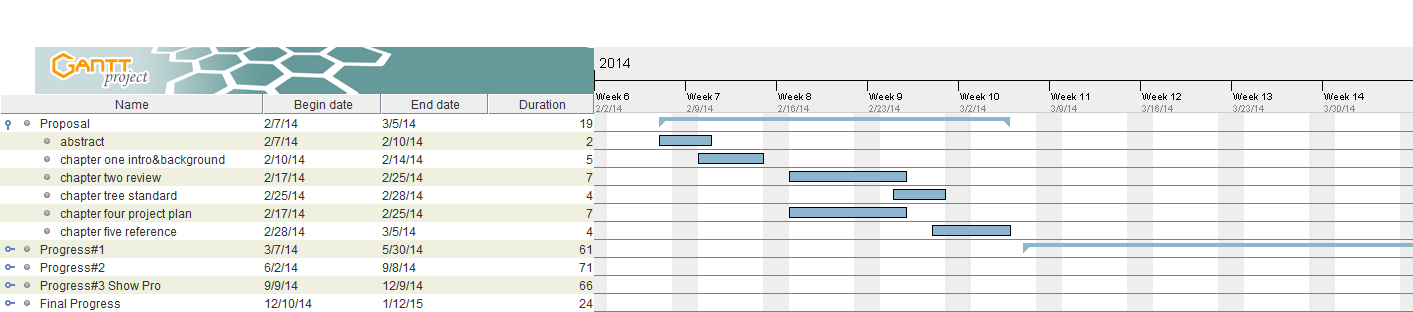 GANTT
project
2014
Name Begin date End date Duration
Week 6 Week 7 Week 8 Week 9 Week 10 Week 11 Week 12 Week 13 Week 14
2/2/14 2/9/14 2/16/14 2/23/14 3/2/14 3/9/14 3/16/14 3/23/14 3/30/14
Proposal 2/7/14 3/5/14 19
abstract 2/7/14 2/10/14 2
chapter one intro&background 2/10/14 2/14/14 5
chapter two review 2/17/14 2/25/14 7
chapter tree standard 2/25/14 2/28/14 4
chapter four project plan 2/17/14 2/25/14 7
chapter five reference 2/28/14 3/5/14 4
Progress#1 3/7/14 5/30/14 61
Progress#2 6/2/14 9/8/14 71
Progress#3 Show Pro 9/9/14 12/9/14 66
Final Progress 12/10/14 1/12/15 24